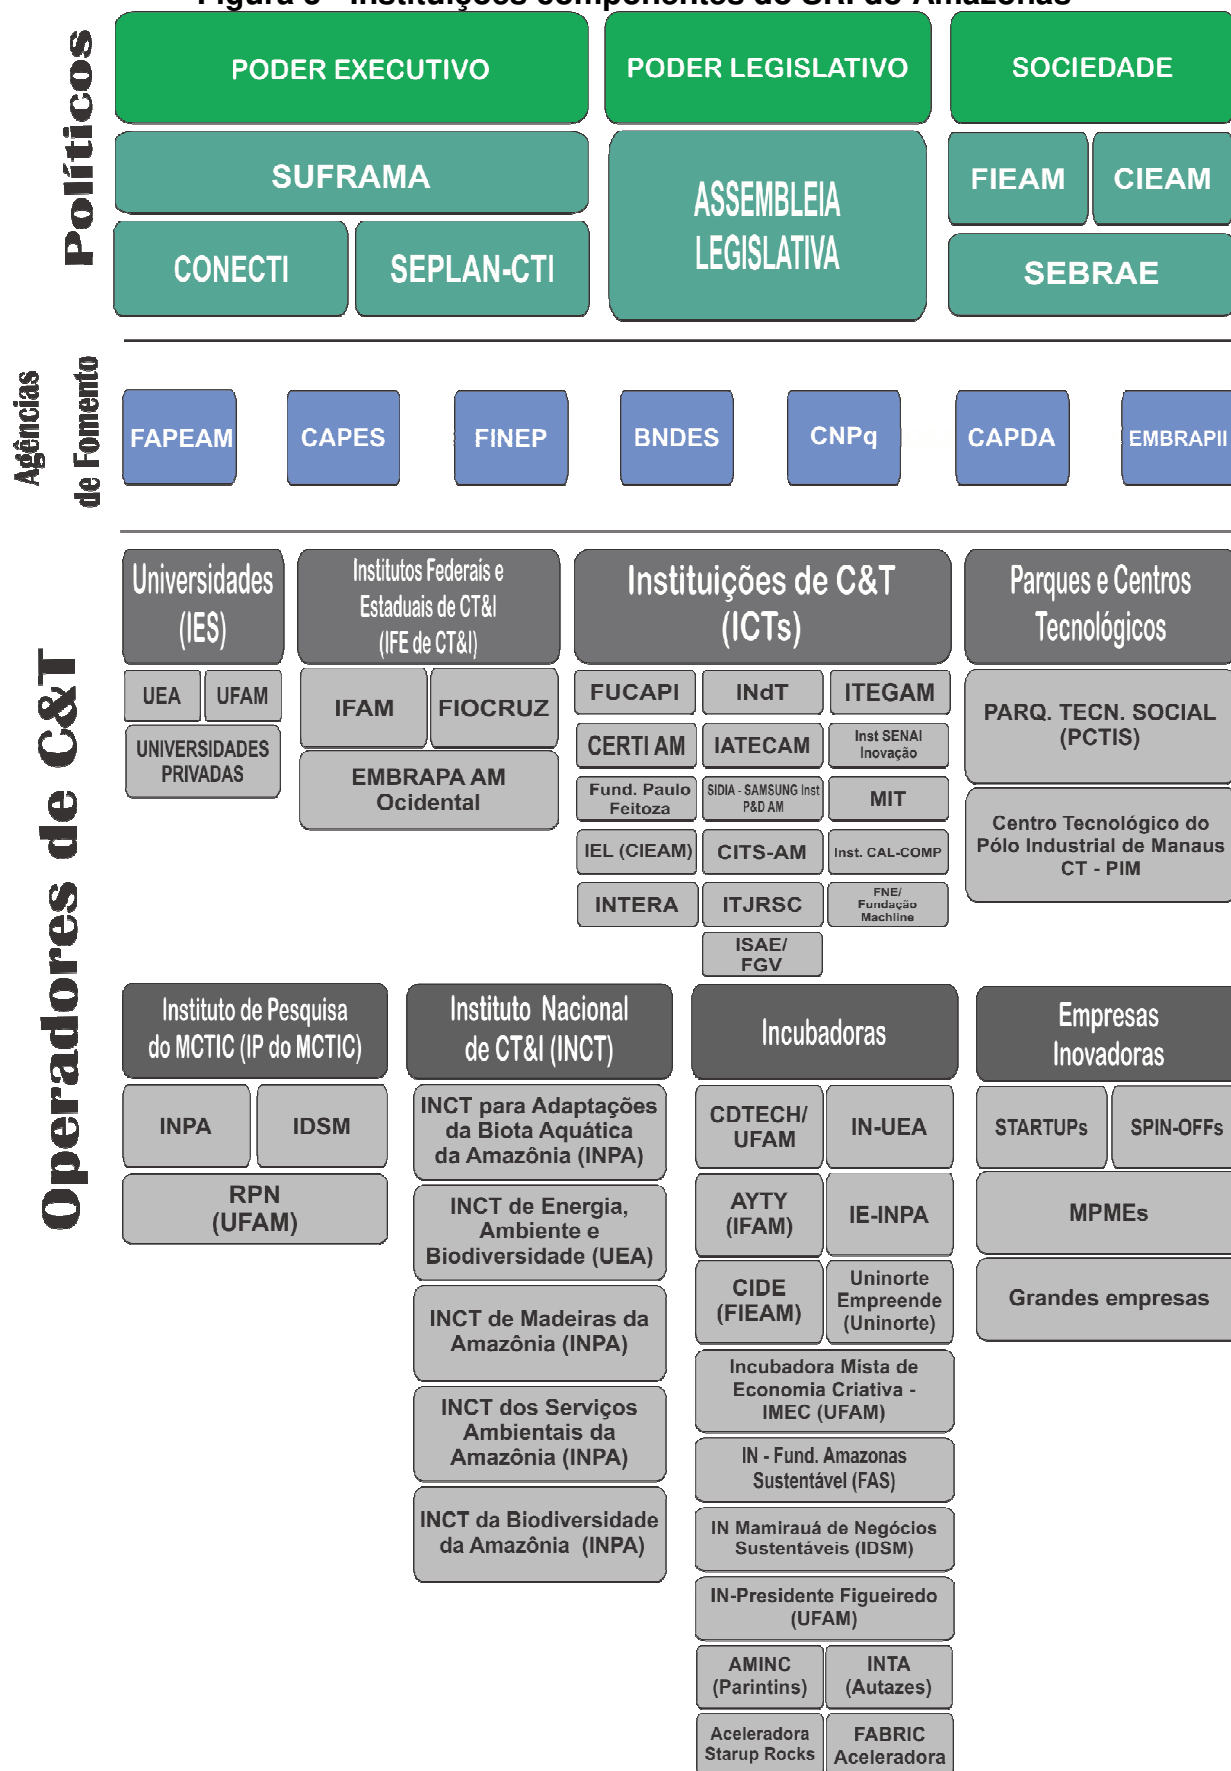 Figura 3 - Instituições componentes do SRI do Amazonas
Políticos
PODER EXECUTIVO
PODER LEGISLATIVO
SOCIEDADE
SUFRAMA
ASSEMBLEIA
LEGISLATIVA
FIEAM
CIEAM
CONECTI
SEPLAN-CTI
SEBRAE
Agências
de Fomento
FAPEAM
CAPES
FINEP
BNDES
CNPq
CAPDA
EMBRAPII
Operadores de C&T
Universidades
(IES)
UEA
UFAM
UNIVERSIDADES
PRIVADAS
Institutos Federais e
Estaduais de CT&I
(IFE de CT&I)
IFAM
FIOCRUZ
EMBRAPA AM
Ocidental
Instituições de C&T
(ICTs)
FUCAPI
INdT
ITEGAM
CERTI AM
IATECAM
Inst SENAI
Inovação
Fund. Paulo
Feitoza
SIDIA - SAMSUNG Inst
P&D AM
MIT
IEL (CIEAM)
CITS-AM
Inst. CAL-COMP
INTERA
ITJRSC
FNE/
Fundação
Machline
ISAE/
FGV
Parques e Centros
Tecnológicos
PARQ. TECN. SOCIAL
(PCTIS)
Centro Tecnológico do
Pólo Industrial de Manaus
CT - PIM
Instituto de Pesquisa
do MCTIC (IP do MCTIC)
INPA
IDSM
RPN
(UFAM)
Instituto Nacional
de CT&I (INCT)
INCT para Adaptações
da Biota Aquática
da Amazônia (INPA)
INCT de Energia,
Ambiente e
Biodiversidade (UEA)
INCT de Madeiras da
Amazônia (INPA)
INCT dos Serviços
Ambientais da
Amazônia (INPA)
INCT da Biodiversidade
da Amazônia (INPA)
Incubadoras
CDTECH/
UFAM
IN-UEA
AYTY
(IFAM)
IE-INPA
CIDE
(FIEAM)
Uninorte
Empreende
(Uninorte)
Incubadora Mista de
Economia Criativa -
IMEC (UFAM)
IN - Fund. Amazonas
Sustentável (FAS)
IN Mamirauá de Negócios
Sustentáveis (IDSM)
IN-Presidente Figueiredo
(UFAM)
AMINC
(Parintins)
INTA
(Autazes)
Aceleradora
Starup Rocks
FABRIC
Aceleradora
Empresas
Inovadoras
STARTUPs
SPIN-OFFs
MPMEs
Grandes empresas